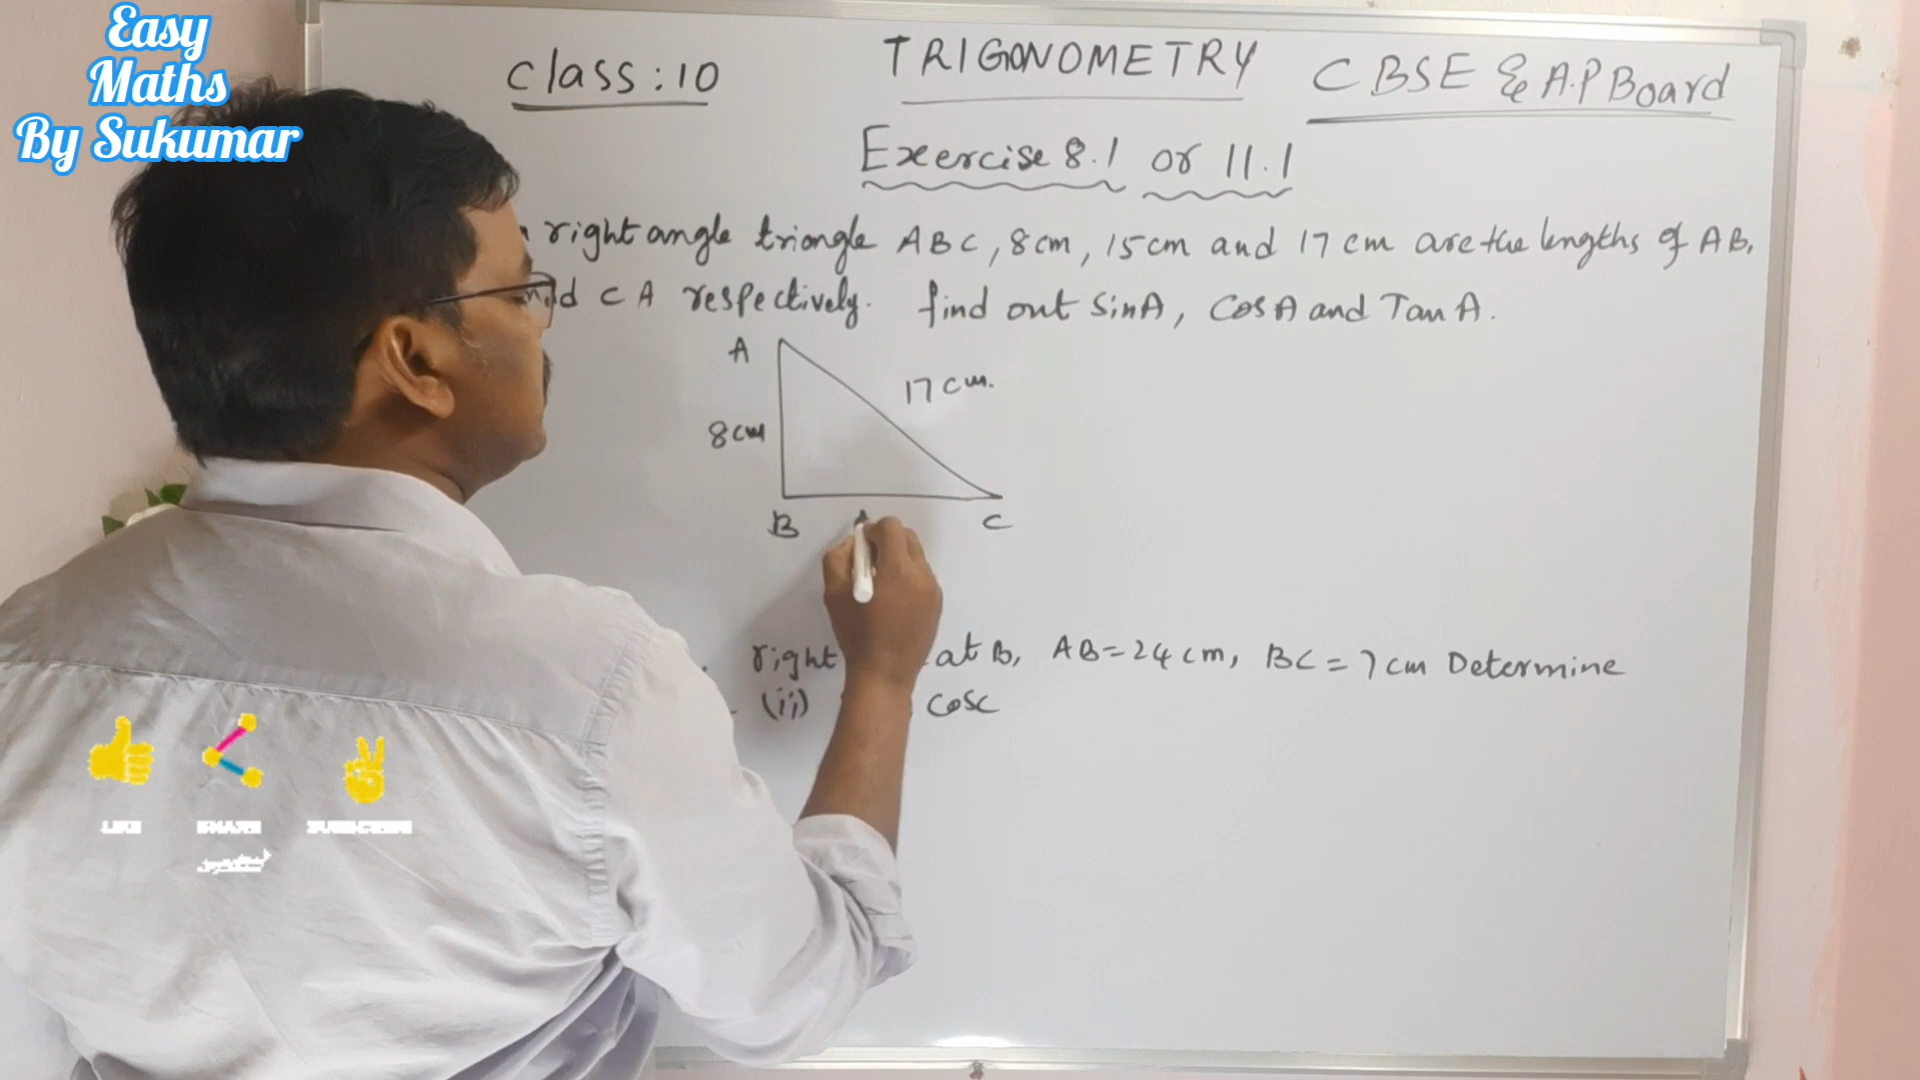 Easy
Maths
By Sukumar
class:10
TRIGONOMETRY
CBSE & A.P Board
Exercise 8.1 or 11.1
right angle triangle ABC, 8cm, 15cm and 17 cm are the lengths of AB,
CA respectively. find out SinA, CosA and Tan A.
A
17 cm.
8cm
B
C
right at B, AB=24cm, BC=7cm Determine
(ii) cosc